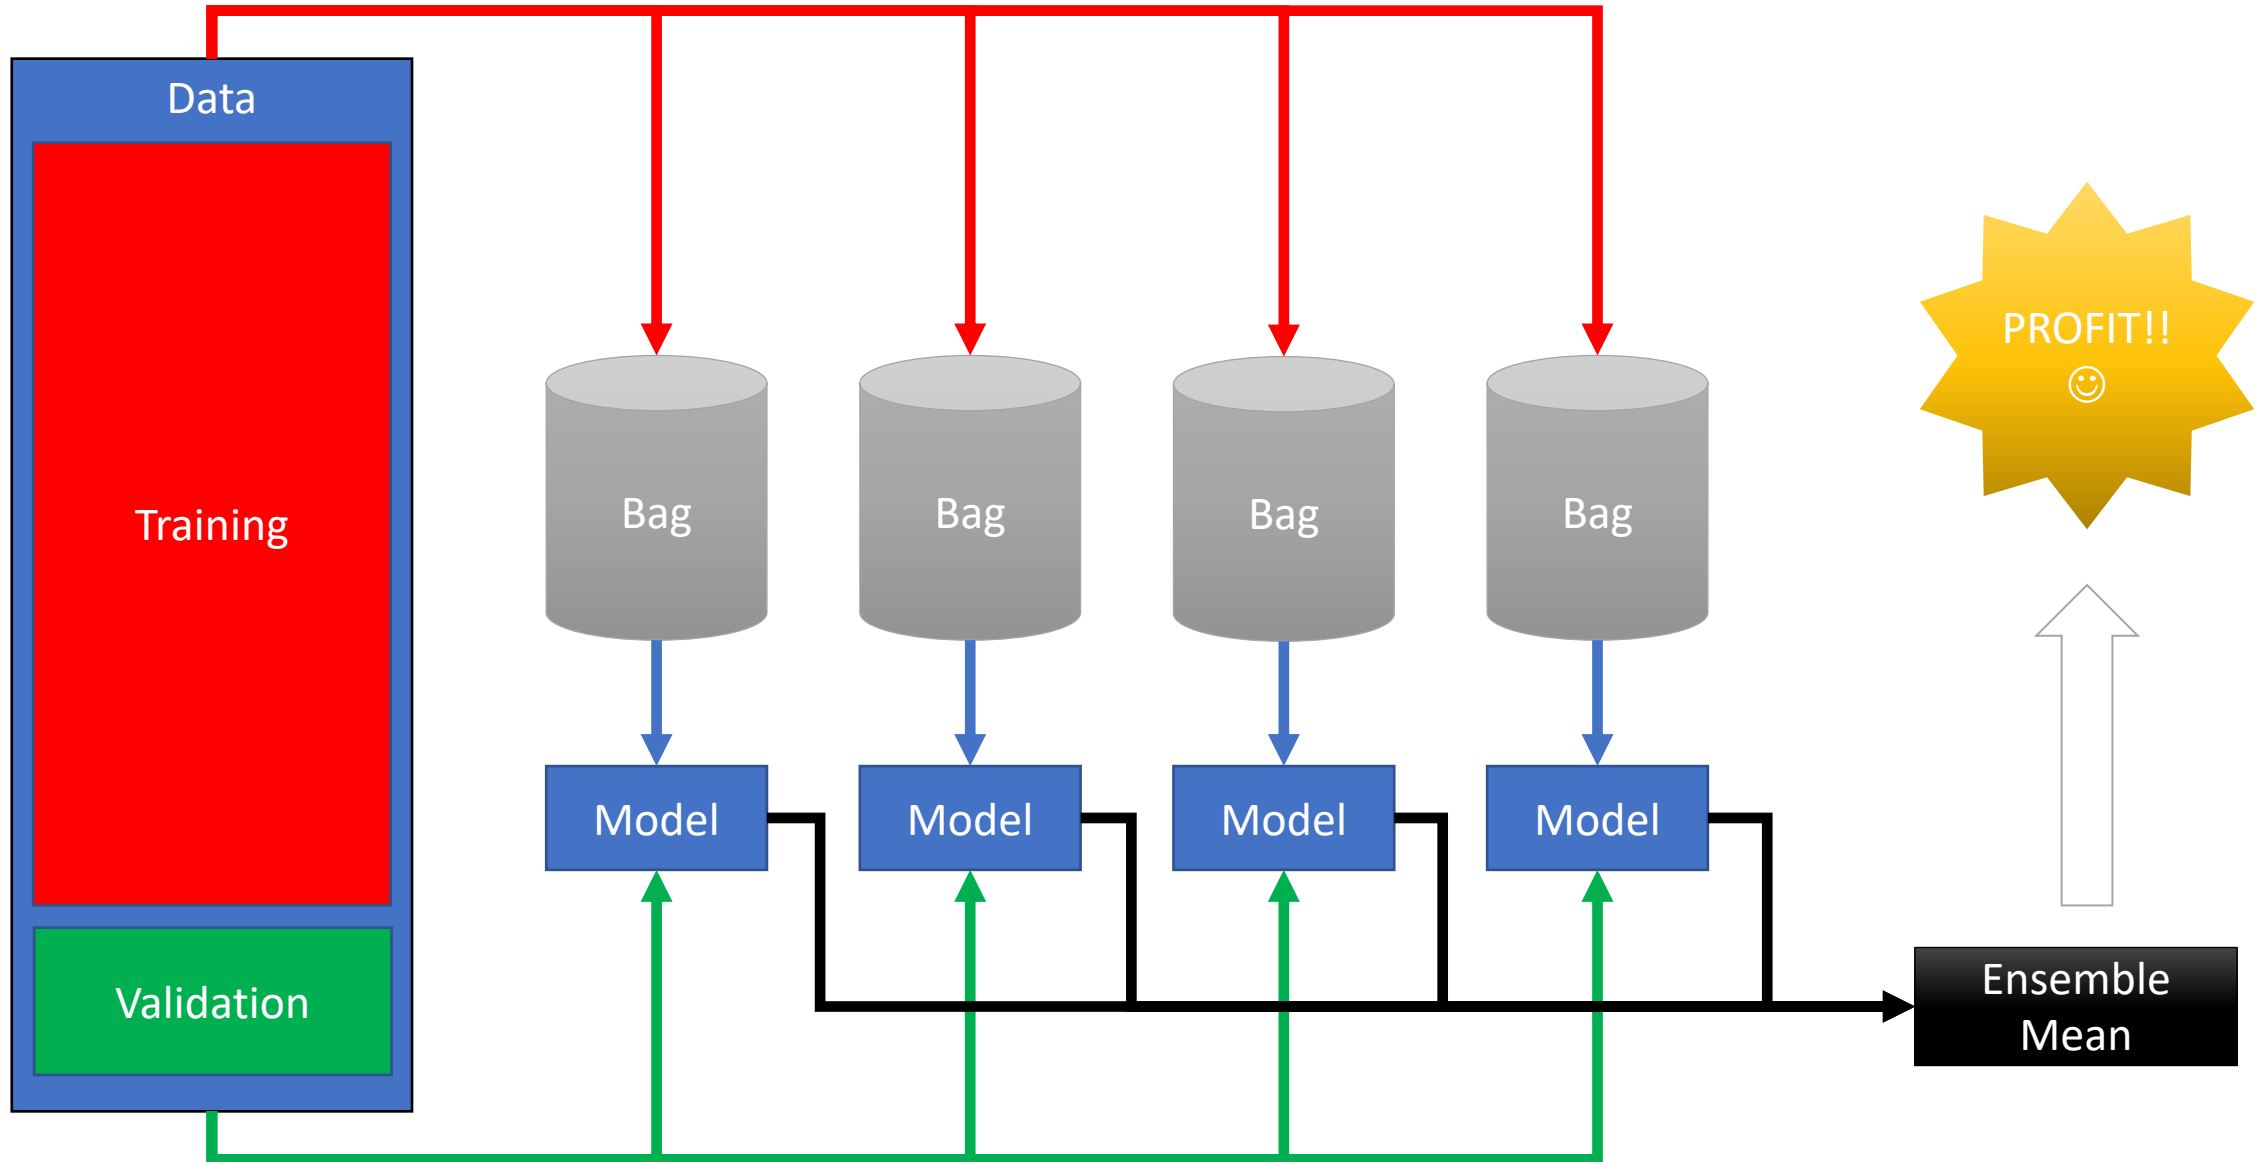 Data
Training
Validation
Bag
Bag
Bag
Bag
Model
Model
Model
Model
Ensemble
Mean
PROFIT!!
☺